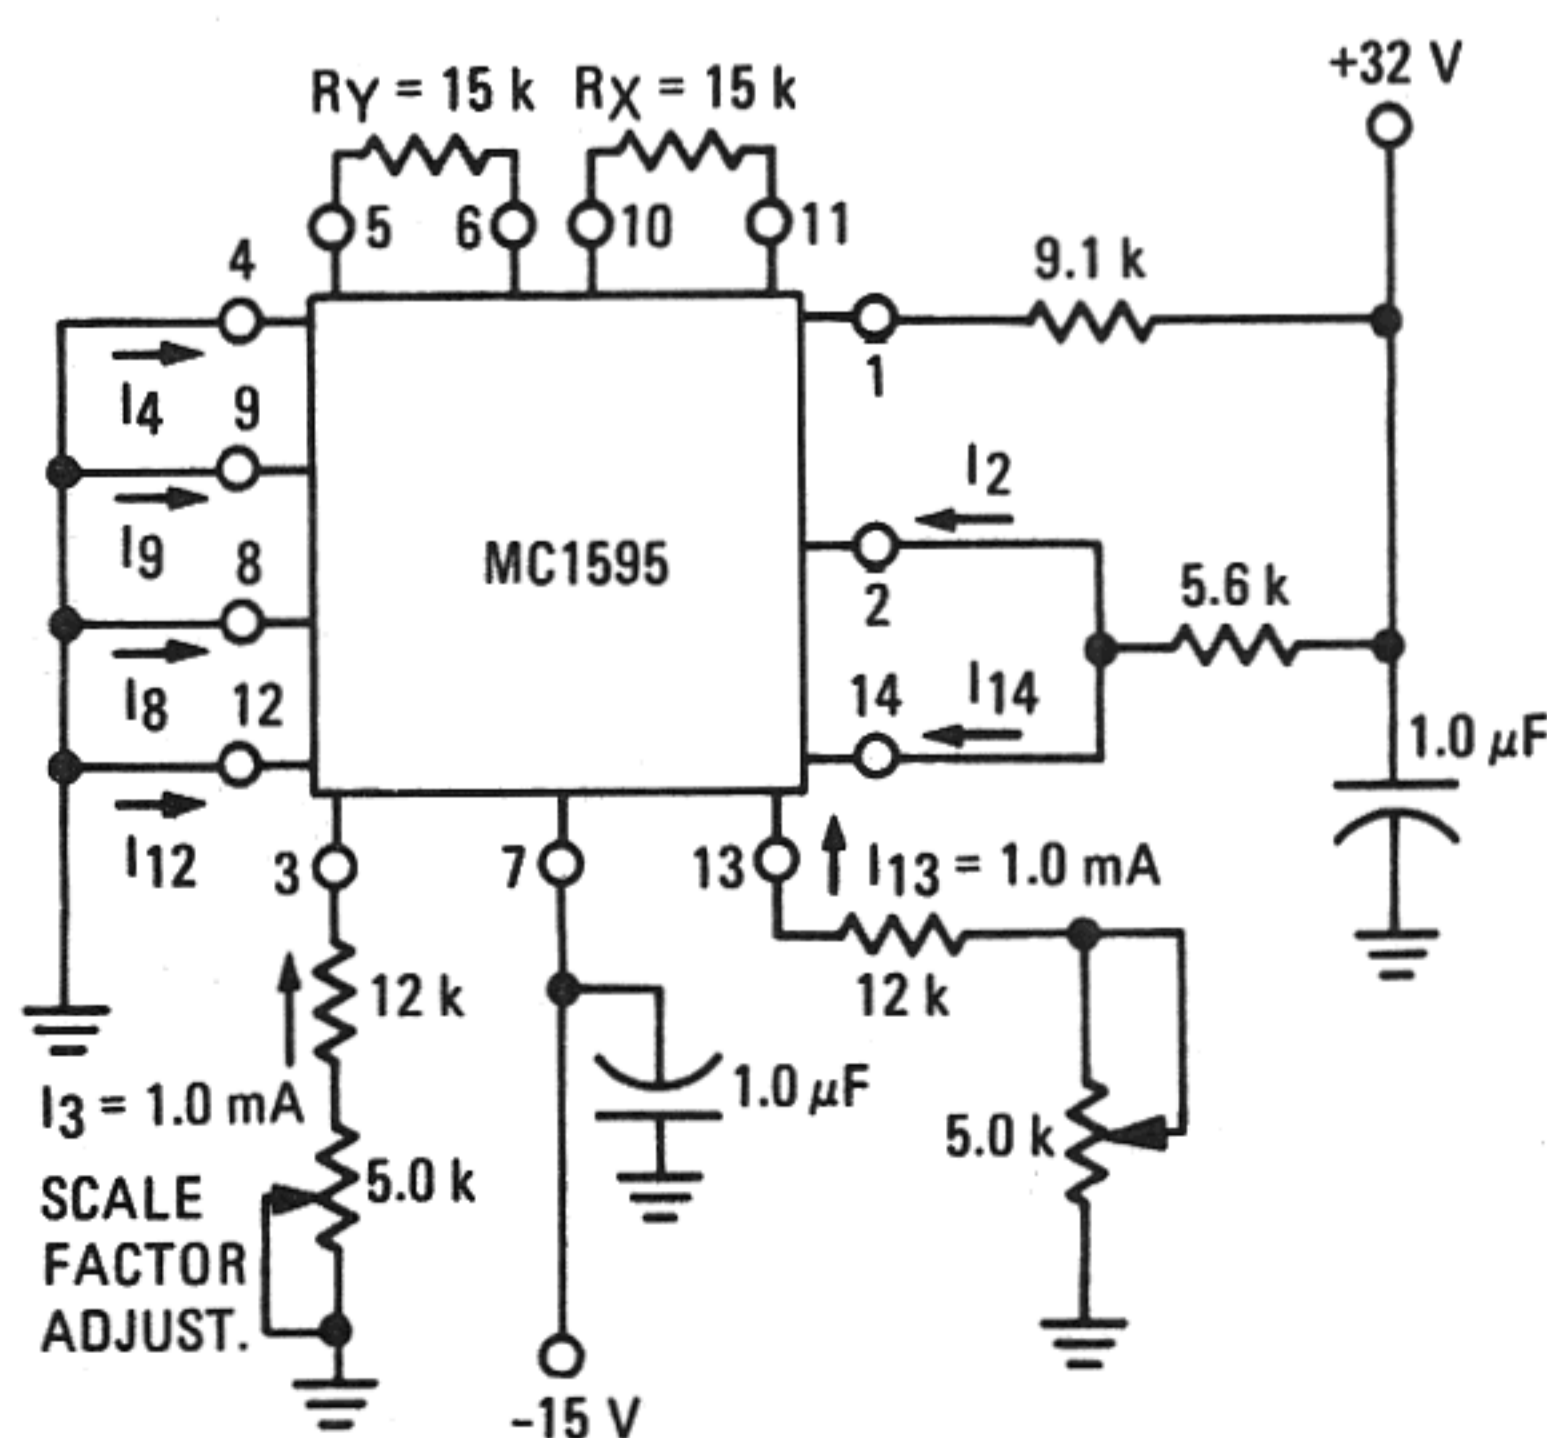 +32 V
RY = 15 k
RX = 15 k
5
6
10
11
4
9.1 k
I4
9
1
I2
I9
8
MC1595
2
5.6 k
I8
12
14
I14
1.0 µF
I12
3
7
13
I13 = 1.0 mA
12 k
12 k
I3 = 1.0 mA
1.0 µF
5.0 k
5.0 k
SCALE
FACTOR
ADJUST.
-15 V